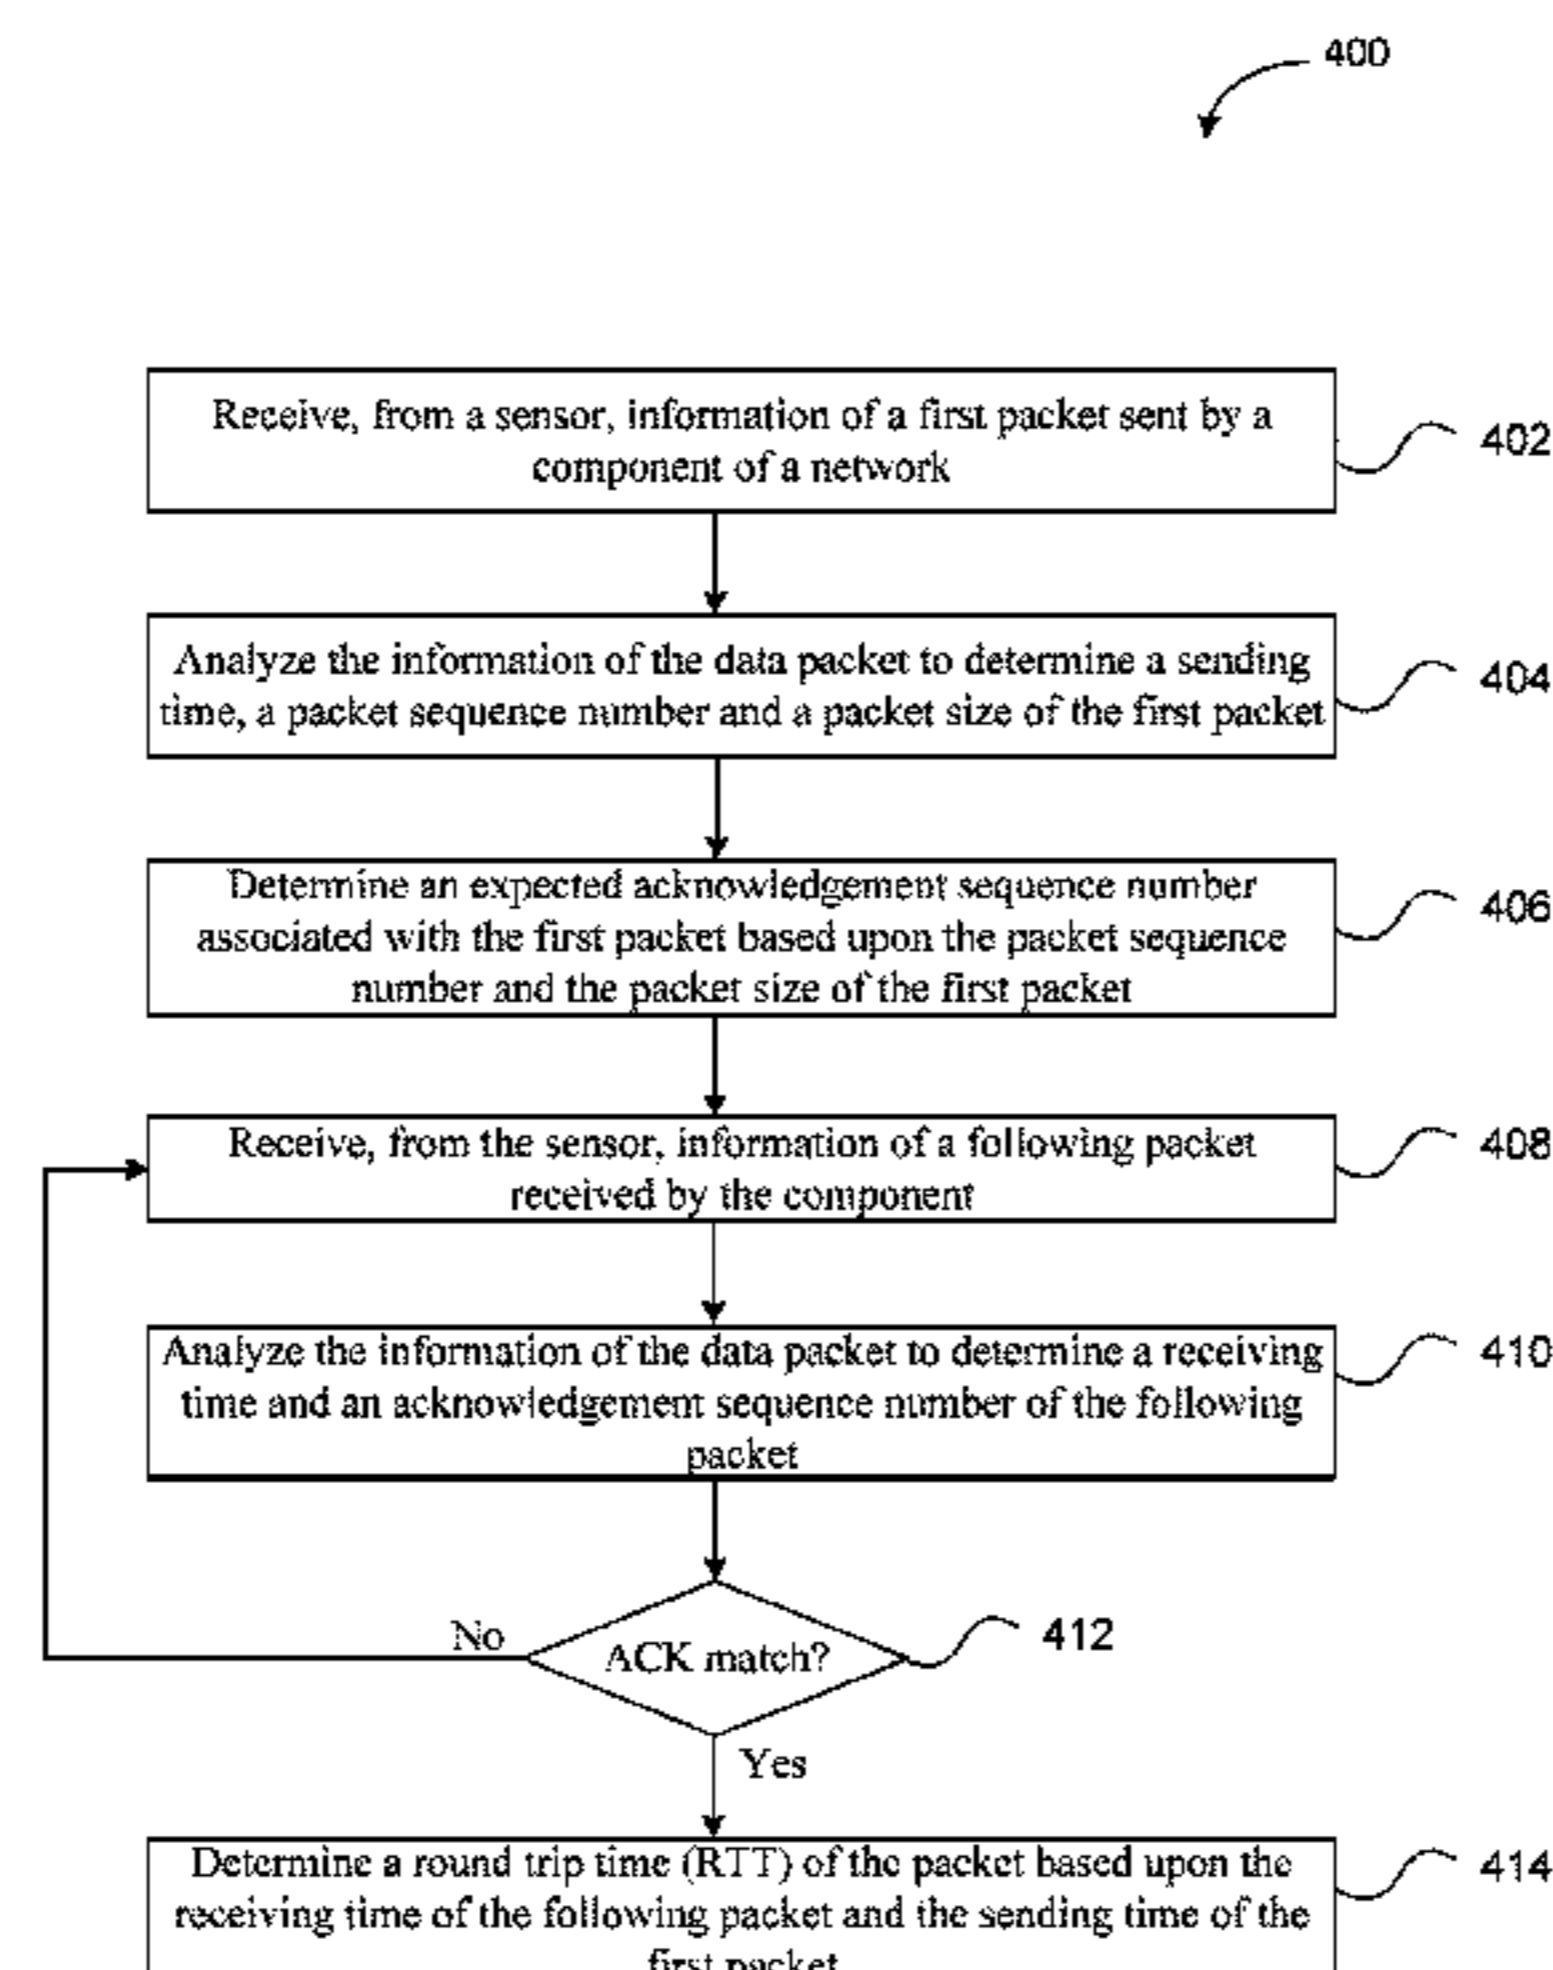 400
Receive, from a sensor, information of a first packet sent by a
component of a network
402
Analyze the information of the data packet to determine a sending
time, a packet sequence number and a packet size of the first packet
404
Determine an expected acknowledgement sequence number
associated with the first packet based upon the packet sequence
number and the packet size of the first packet
406
Receive, from the sensor, information of a following packet
received by the component
408
Analyze the information of the data packet to determine a receiving
time and an acknowledgement sequence number of the following
packet
410
No
ACK match?
412
Yes
Determine a round trip time (RTT) of the packet based upon the
receiving time of the following packet and the sending time of the
first packet
414